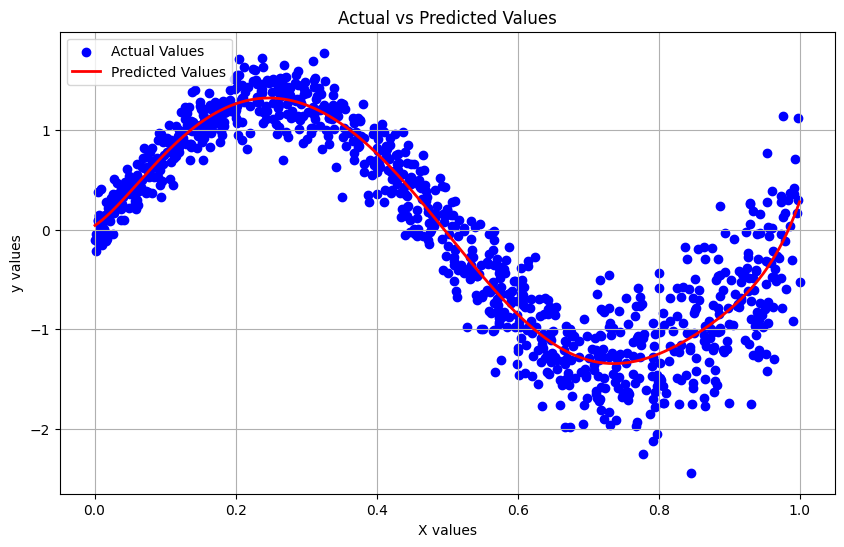 Actual vs Predicted Values
Actual Values
Predicted Values
y values
1
0
−1
−2
0.0 0.2 0.4 0.6 0.8 1.0
X values